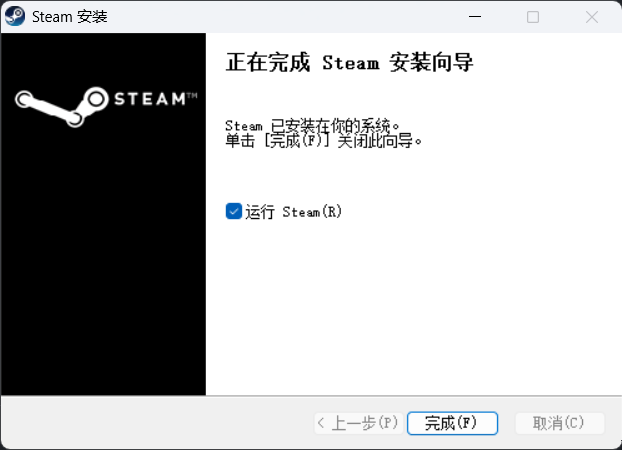 Steam 安装
STEAM™
正在完成 Steam 安装向导
Steam 已安装在你的系统。
单击 [完成(F)] 关闭此向导。
运行 Steam(R)
< 上一步(P)
完成(F)
取消(C)